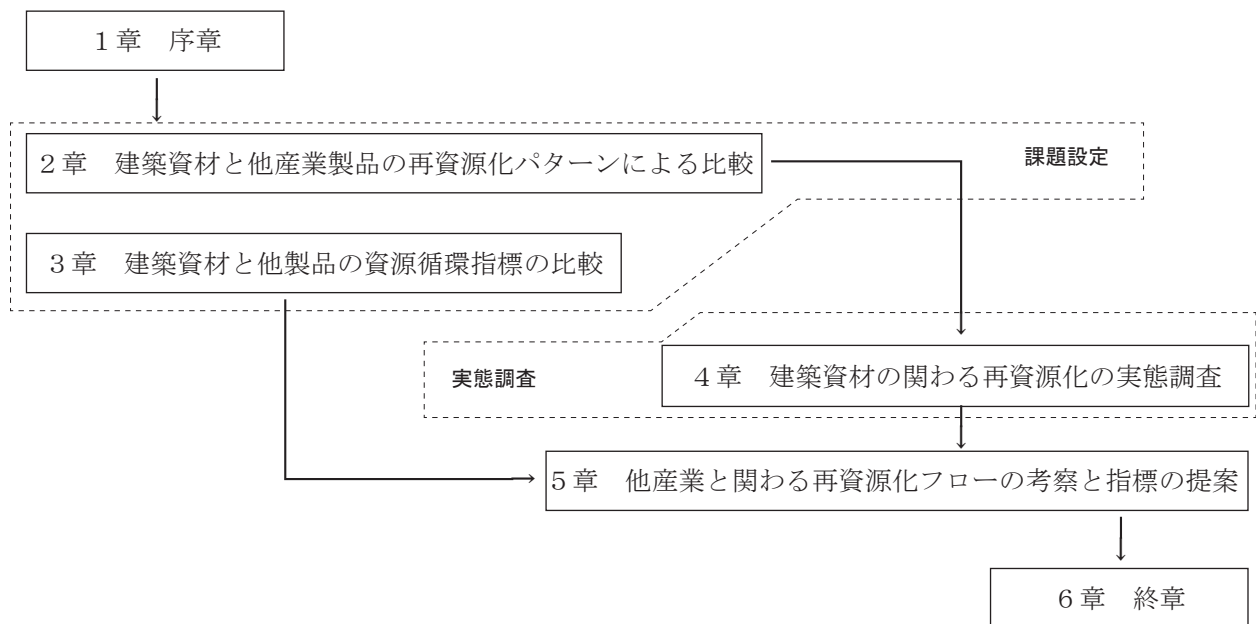 1章　序章
2章　建築資材と他産業製品の再資源化パターンによる比較
課題設定
3章　建築資材と他製品の資源循環指標の比較
実態調査
4章　建築資材の関わる再資源化の実態調査
5章　他産業と関わる再資源化フローの考察と指標の提案
6章　終章